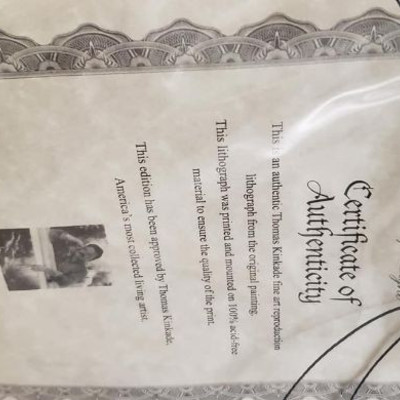 Certificate of
Authenticity
This is an authentic Thomas Kinkade fine art reproduction
lithograph from the original painting.
This lithograph was printed and mounted on 100% acid-free
material to ensure the quality of the print.
This edition has been approved by Thomas Kinkade,
America's most collected living artist.